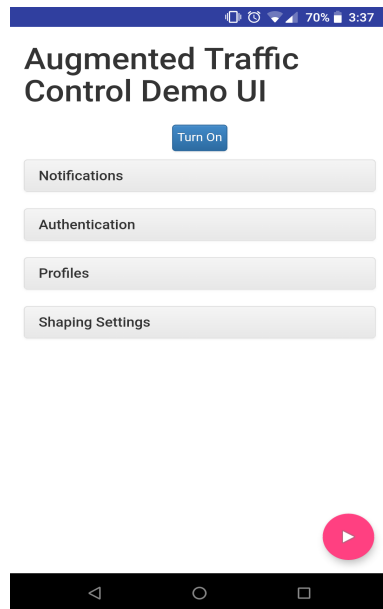 70% 3:37
Augmented Traffic
Control Demo UI
Turn On
Notifications
Authentication
Profiles
Shaping Settings